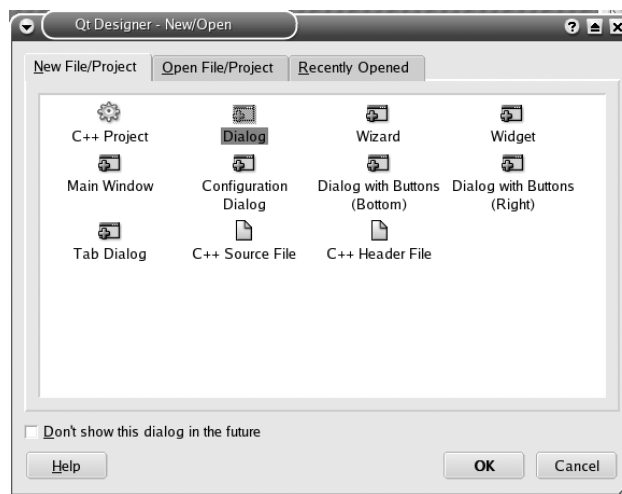 Qt Designer - New/Open
New File/Project Open File/Project Recently Opened
C++ Project Dialog Wizard Widget
Main Window Configuration Dialog Dialog with Buttons (Bottom) Dialog with Buttons (Right)
Tab Dialog C++ Source File C++ Header File
Don't show this dialog in the future
Help OK Cancel